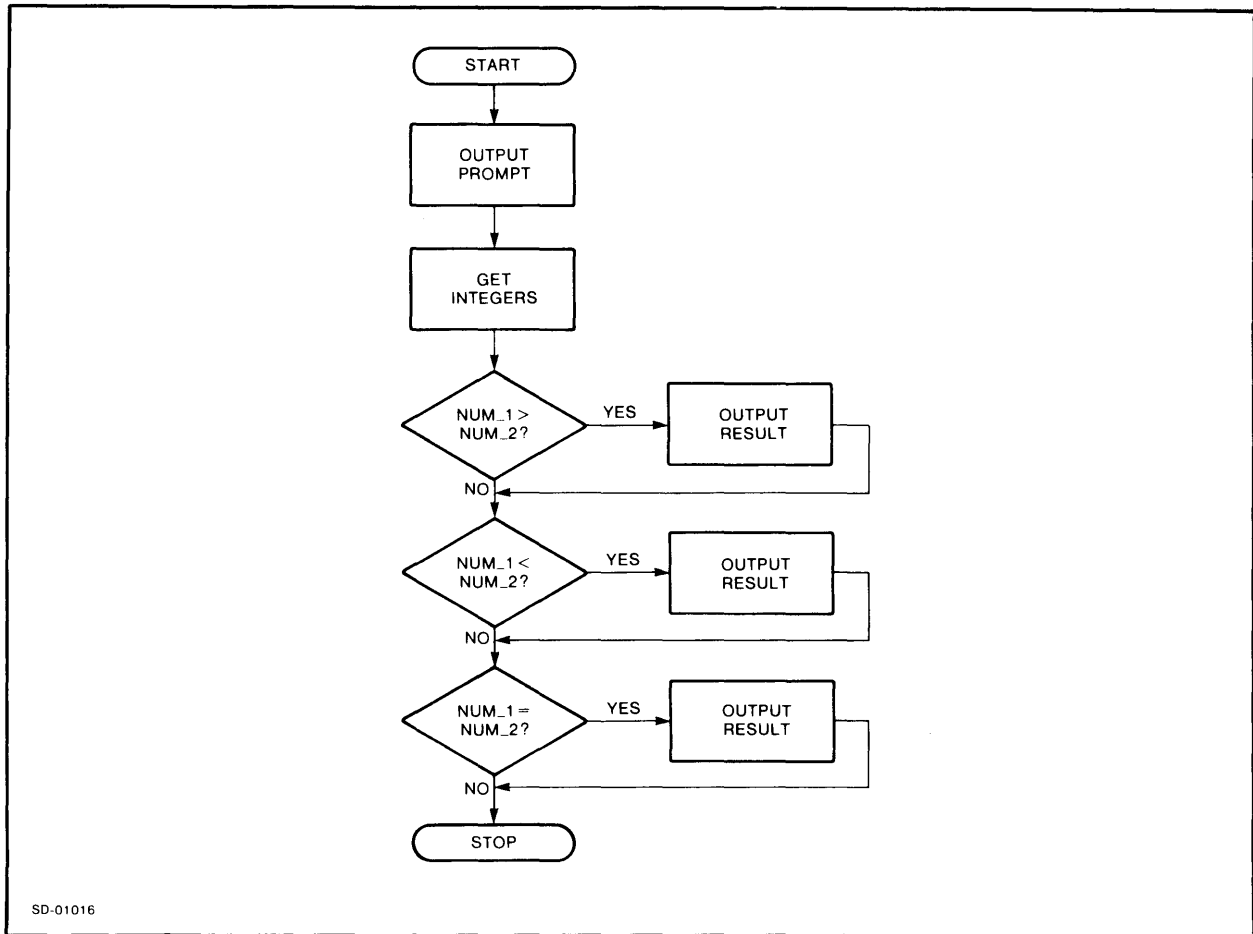 START
OUTPUT
PROMPT
GET
INTEGERS
NUM_1 >
NUM_2?
YES
OUTPUT
RESULT
NO
NUM_1 <
NUM_2?
YES
OUTPUT
RESULT
NO
NUM_1 =
NUM_2?
YES
OUTPUT
RESULT
NO
STOP
SD-01016